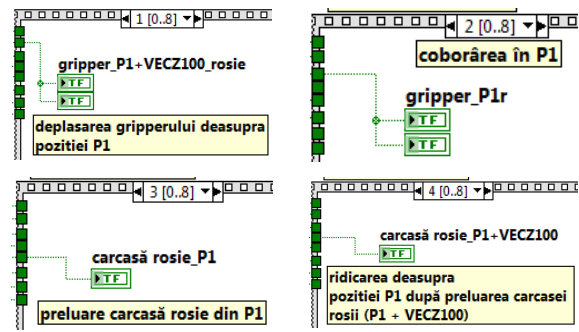 1 [0..8]
gripper_P1+VECZ100_rosie
TF
TF
deplasarea gripperului deasupra
pozitiei P1
2 [0..8]
coborârea în P1
gripper_P1r
TF
TF
3 [0..8]
carcasă rosie_P1
TF
preluare carcasă rosie din P1
4 [0..8]
carcasă rosie_P1+VECZ100
TF
ridicarea deasupra
pozitiei P1 după preluarea carcasei
rosii (P1 + VECZ100)